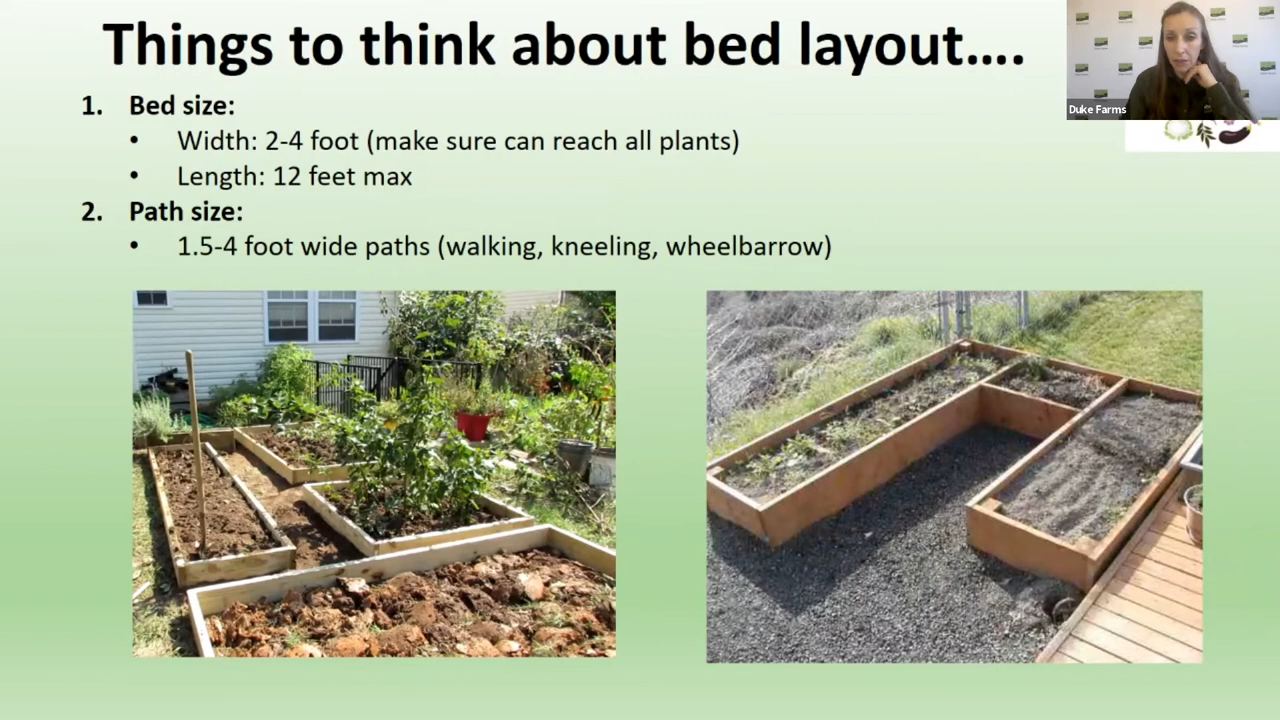 Things to think about bed layout....
1. Bed size:
• Width: 2-4 foot (make sure can reach all plants)
• Length: 12 feet max
2. Path size:
• 1.5-4 foot wide paths (walking, kneeling, wheelbarrow)
Duke Farms